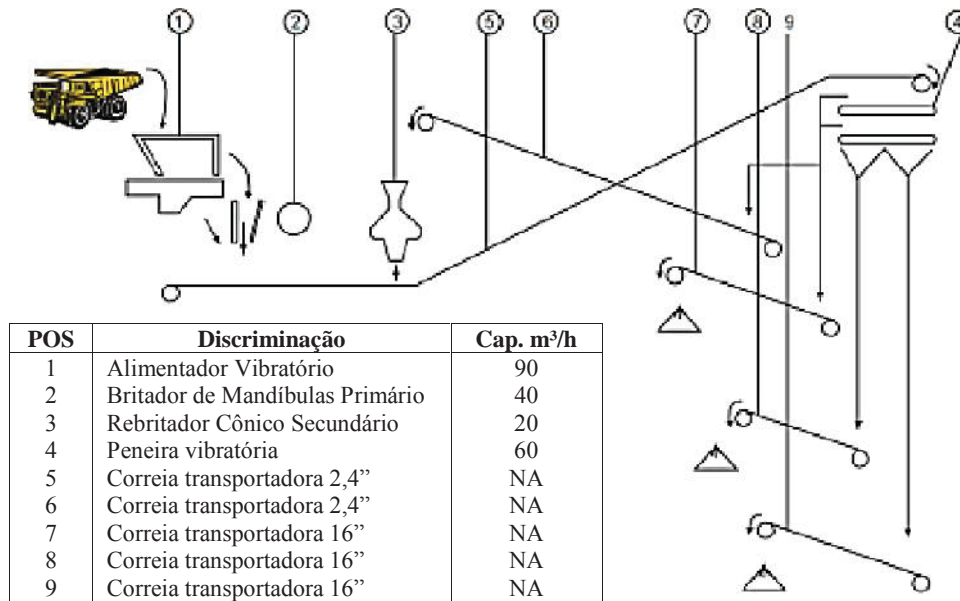 1 2 3 5 6 7 8 9 4
POS Discriminação Cap. m³/h
1 Alimentador Vibratório 90
2 Britador de Mandíbulas Primário 40
3 Rebritador Cônico Secundário 20
4 Peneira vibratória 60
5 Correia transportadora 2,4” NA
6 Correia transportadora 2,4” NA
7 Correia transportadora 16” NA
8 Correia transportadora 16” NA
9 Correia transportadora 16” NA